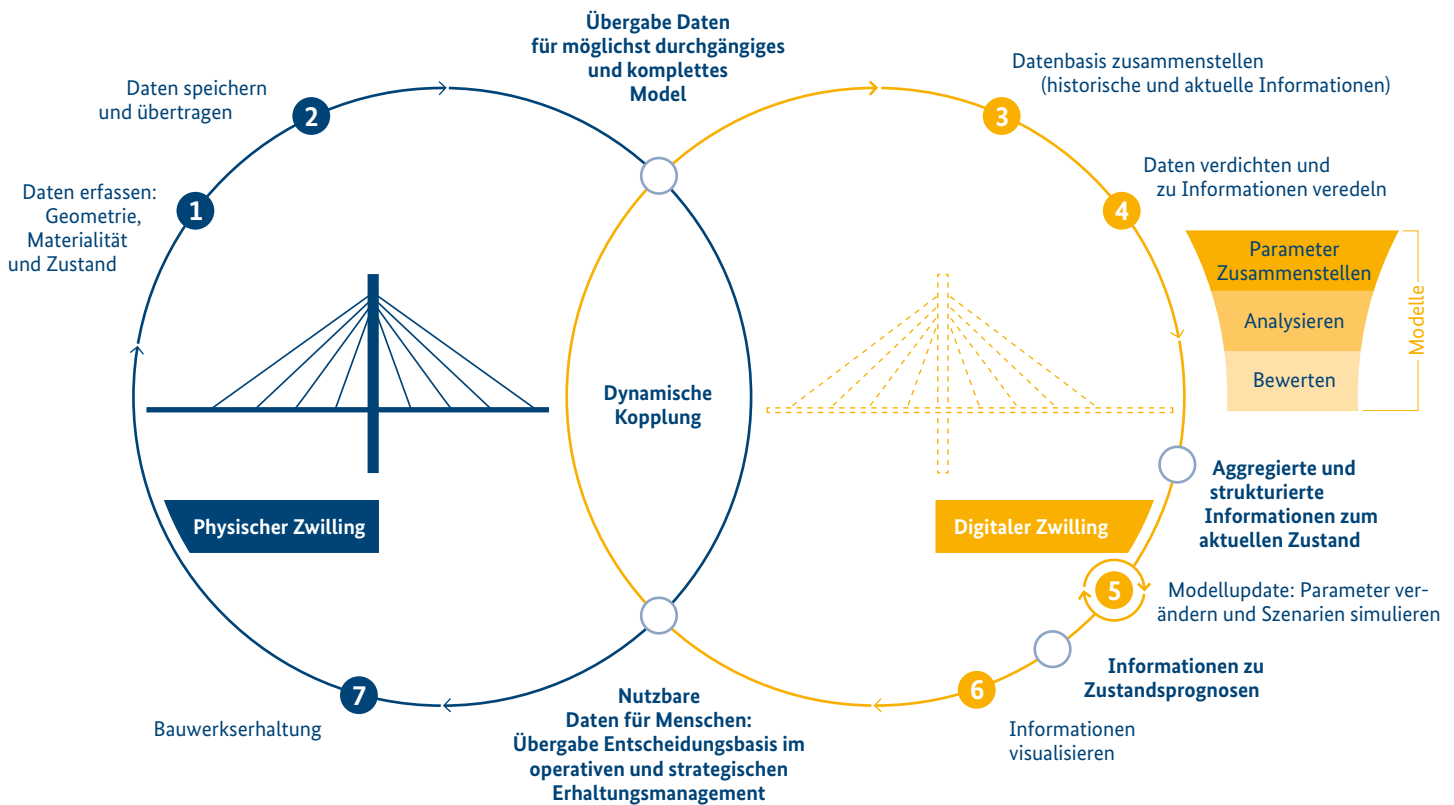 Übergabe Daten
für möglichst durchgängiges
und komplettes
Model
Daten speichern
und übertragen
2
Daten erfassen:
Geometrie,
Materialität
und Zustand
1
Datenbasis zusammenstellen
(historische und aktuelle Informationen)
3
Daten verdichten und
zu Informationen veredeln
4
Parameter
Zusammenstellen
Analysieren
Bewerten
Modelle
Dynamische
Kopplung
Physischer Zwilling
Digitaler Zwilling
Aggregierte und
strukturierte
Informationen zum
aktuellen Zustand
5
Modellupdate: Parameter ver-
ändern und Szenarien simulieren
Informationen zu
Zustandsprognosen
6
Informationen
visualisieren
Nutzbare
Daten für Menschen:
Übergabe Entscheidungsbasis im
operativen und strategischen
Erhaltungsmanagement
7
Bauwerkserhaltung